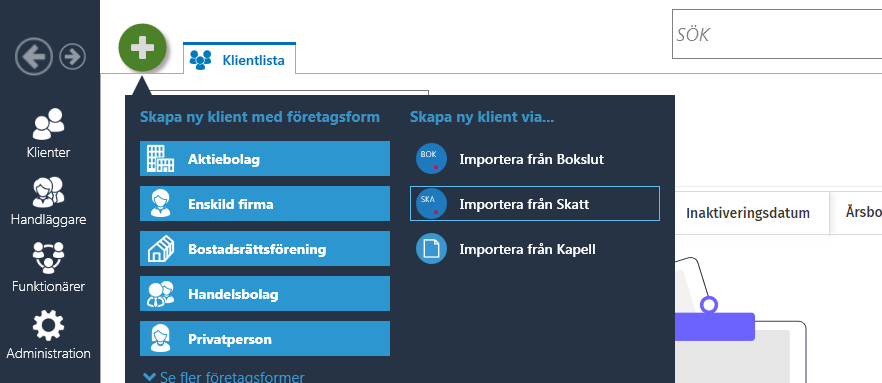 SÖK
Klientlista
Klienter
Handläggare
Funktionärer
Administration
Skapa ny klient med företagsform
Aktiebolag
Enskild firma
Bostadsrättsförening
Handelsbolag
Privatperson
Se fler företagsformer
Skapa ny klient via...
BOK Importera från Bokslut
SKA Importera från Skatt
Importera från Kapell
Inaktiveringsdatum Årsbo